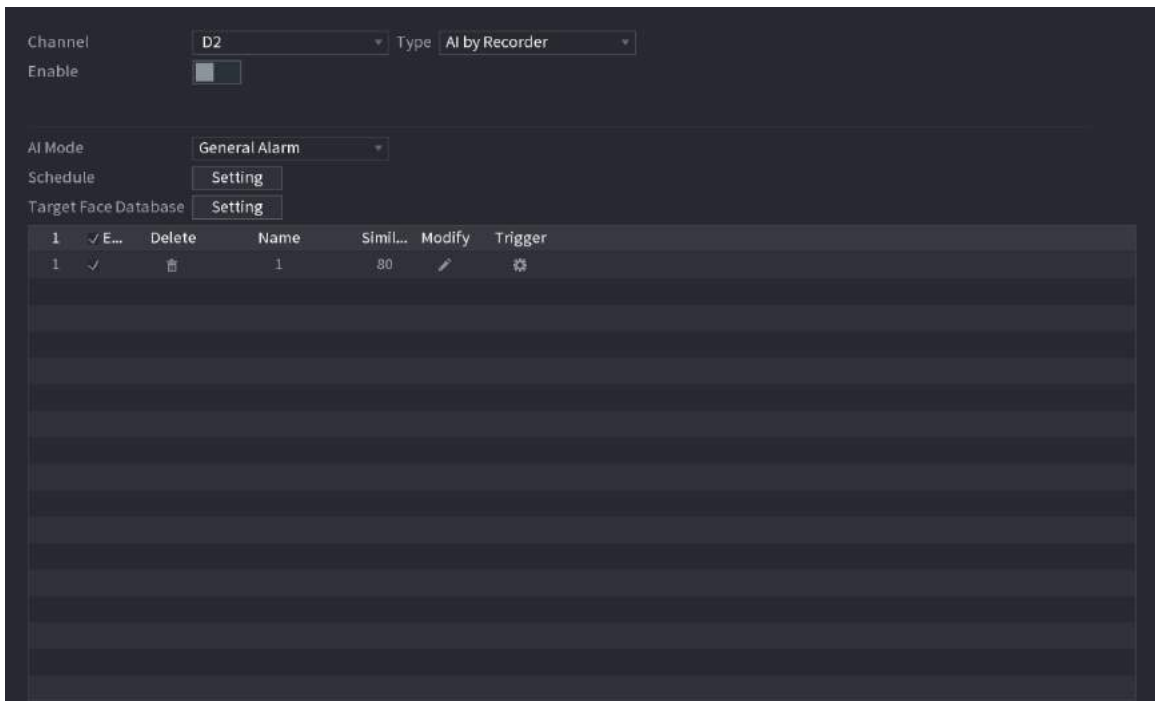 Channel D2 Type AI by Recorder
Enable
AI Mode General Alarm
Schedule Setting
Target Face Database Setting
1 E... Delete Name Simil... Modify Trigger
1 1 80